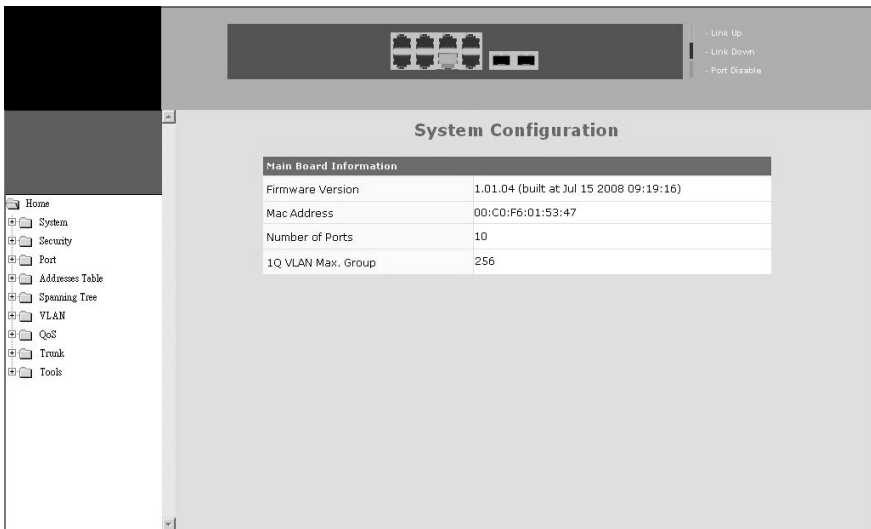 - Link Up
- Link Down
- Port Disable
System Configuration
Main Board Information
Firmware Version 1.01.04 (built at Jul 15 2008 09:19:16)
Mac Address 00:C0:F6:01:53:47
Number of Ports 10
1Q VLAN Max. Group 256
Home
System
Security
Port
Addresses Table
Spanning Tree
VLAN
QoS
Trunk
Tools